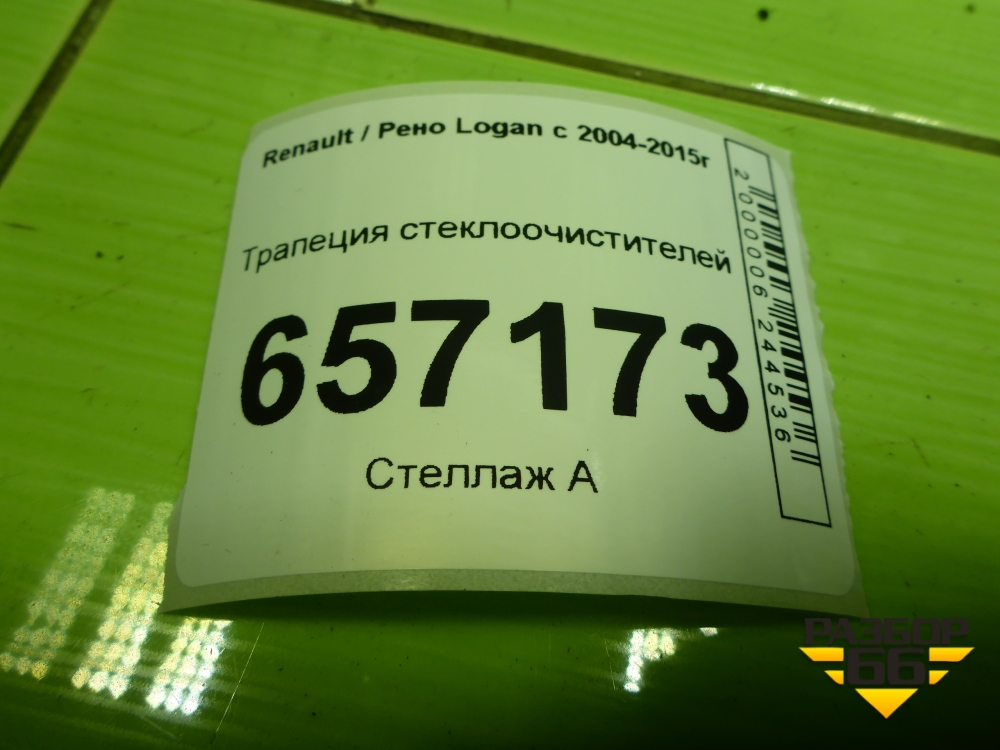 Renault / Рено Logan с 2004-2015г
Трапеция стеклоочистителей
657173
Стеллаж А
2000006244536
РАЗБОР
66